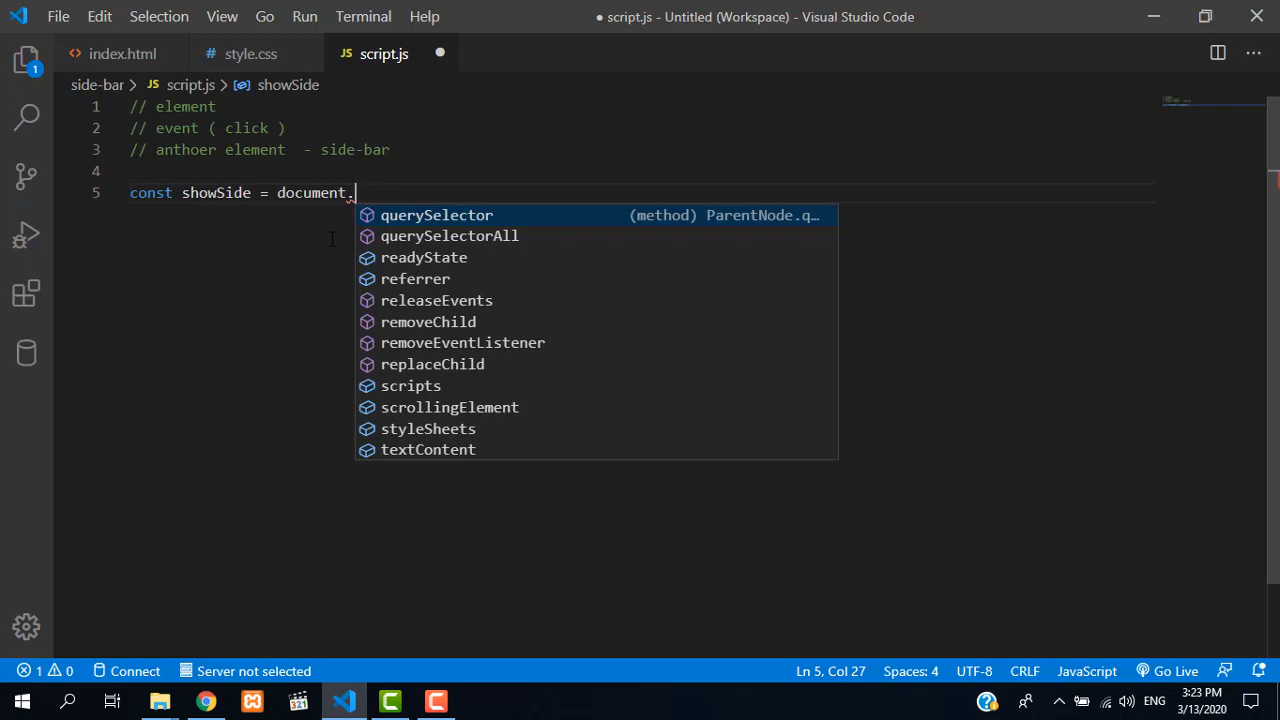 File Edit Selection View Go Run Terminal Help ● script.js - Untitled (Workspace) - Visual Studio Code
<> index.html # style.css JS script.js ●
side-bar > JS script.js > showSide
1 // element
2 // event ( click )
3 // anthoer element  - side-bar
4
5 const showSide = document.
querySelector (method) ParentNode.q…
querySelectorAll
readyState
referrer
releaseEvents
removeChild
removeEventListener
replaceChild
scripts
scrollingElement
styleSheets
textContent
1
1 0 Connect Server not selected Ln 5, Col 27 Spaces: 4 UTF-8 CRLF JavaScript Go Live
321 ENG 3:23 PM
3/13/2020